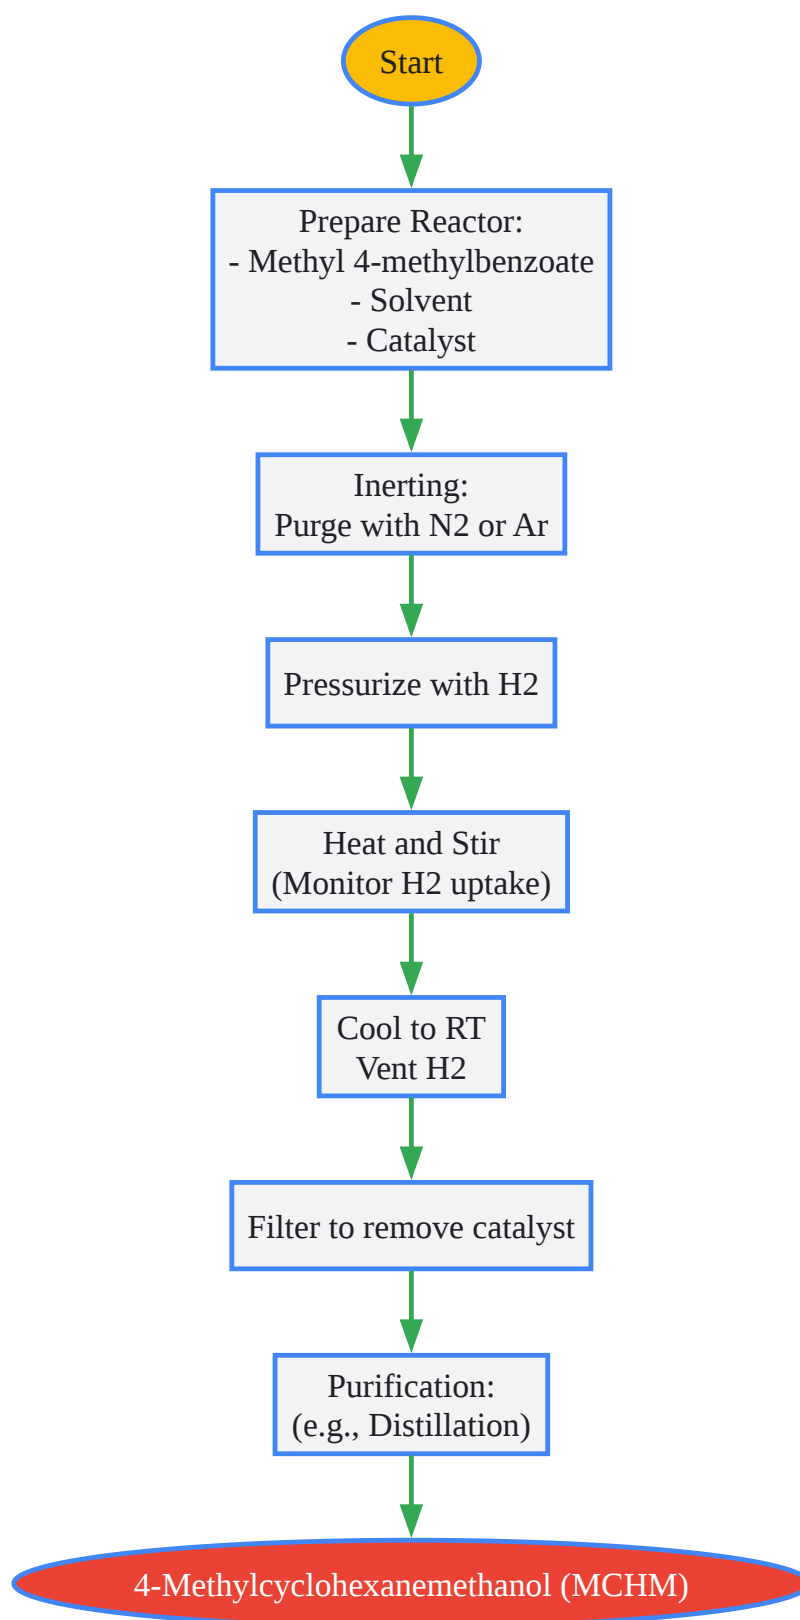 Start
Prepare Reactor:
- Methyl 4-methylbenzoate
- Solvent
- Catalyst
Inerting:
Purge with N2 or Ar
Pressurize with H2
Heat and Stir
(Monitor H2 uptake)
Cool to RT
Vent H2
Filter to remove catalyst
Purification:
(e.g., Distillation)
4-Methylcyclohexanemethanol (MCHM)